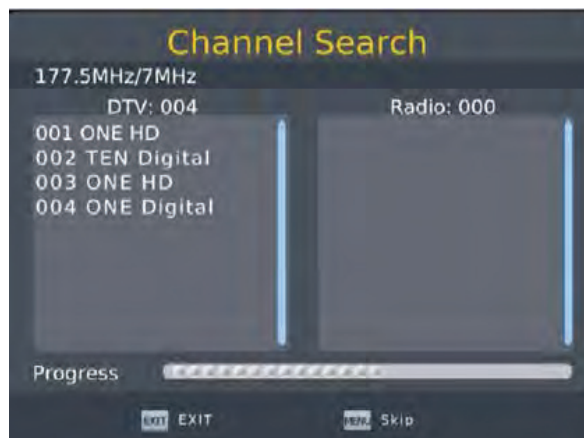 Channel Search
177.5MHz/7MHz
DTV: 004
Radio: 000
001 ONE HD
002 TEN Digital
003 ONE HD
004 ONE Digital
Progress
EXIT EXIT
MENU Skip